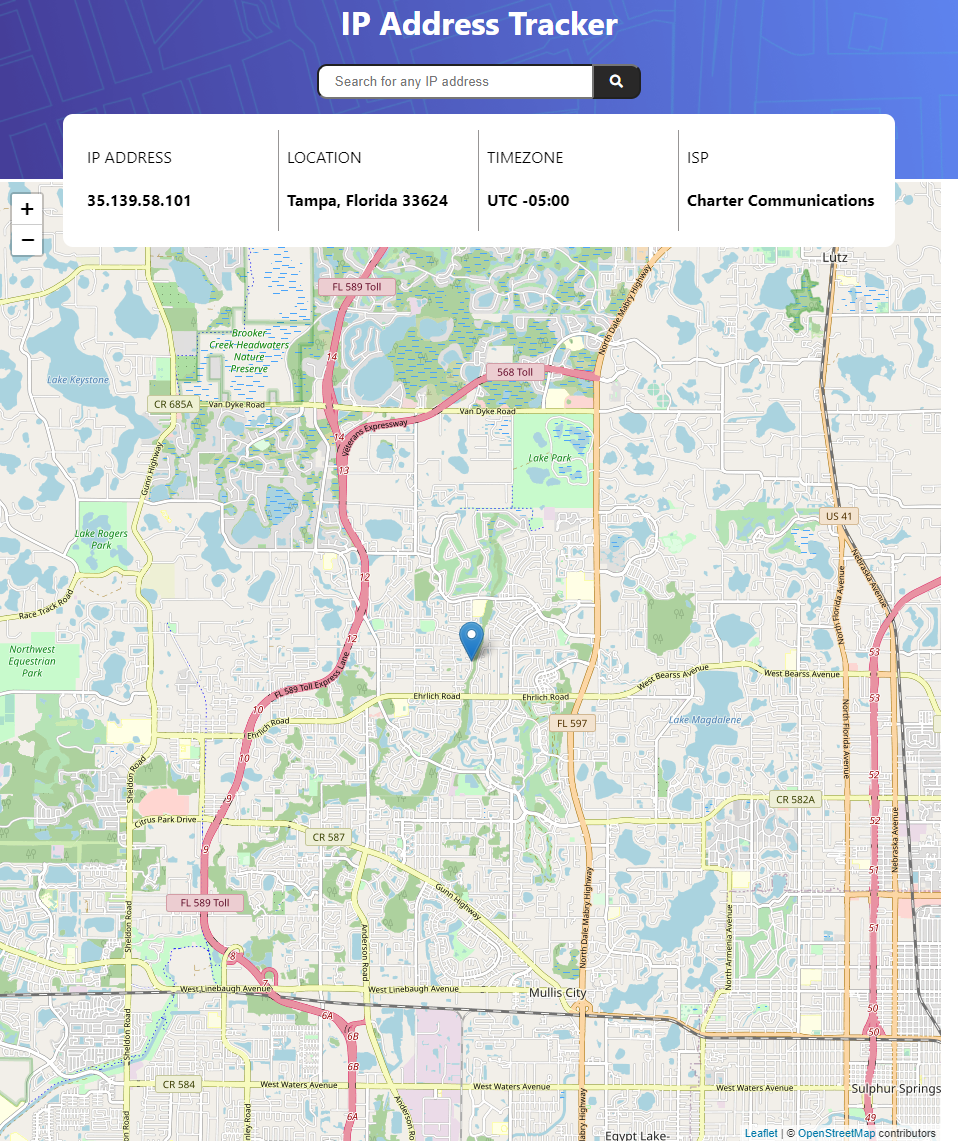 IP Address Tracker
Search for any IP address
IP ADDRESS
35.139.58.101
LOCATION
Tampa, Florida 33624
TIMEZONE
UTC -05:00
ISP
Charter Communications
+
−
Lutz
FL 589 Toll
North Dale Mabry Highway
Brooker
Creek Headwaters
Nature
Preserve
14
568 Toll
Lake Keystone
CR 685A
Van Dyke Road
Van Dyke Road
Veterans Expressway
14
13
Gunn Highway
Lake Park
US 41
Lake Rogers
Park
12
Nebraska Avenue
North Florida Avenue
Race Track Road
12
Northwest
Equestrian
Park
53
FL 589 Toll Express Lane
West Bearss Avenue
West Bearss Avenue
Ehrlich Road
Ehrlich Road
53
10
Ehrlich Road
FL 597
Lake Magdalene
North Florida Avenue
10
Sheldon Road
52
9
CR 582A
Citrus Park Drive
52
CR 587
Nebraska Avenue
9
51
Gunn Highway
North Dale Mabry Highway
FL 589 Toll
Sheldon Road
Anderson Road
North Armenia Avenue
51
8
7
West Linebaugh Avenue
West Linebaugh Avenue
Mullis City
50
6A
Sheldon Road
6B
50
6B
CR 584
West Waters Avenue
West Waters Avenue
West Waters Avenue
Sulphur Springs
Anderson Ro
6A
49
Egypt Lake-
Leaflet | © OpenStreetMap contributors